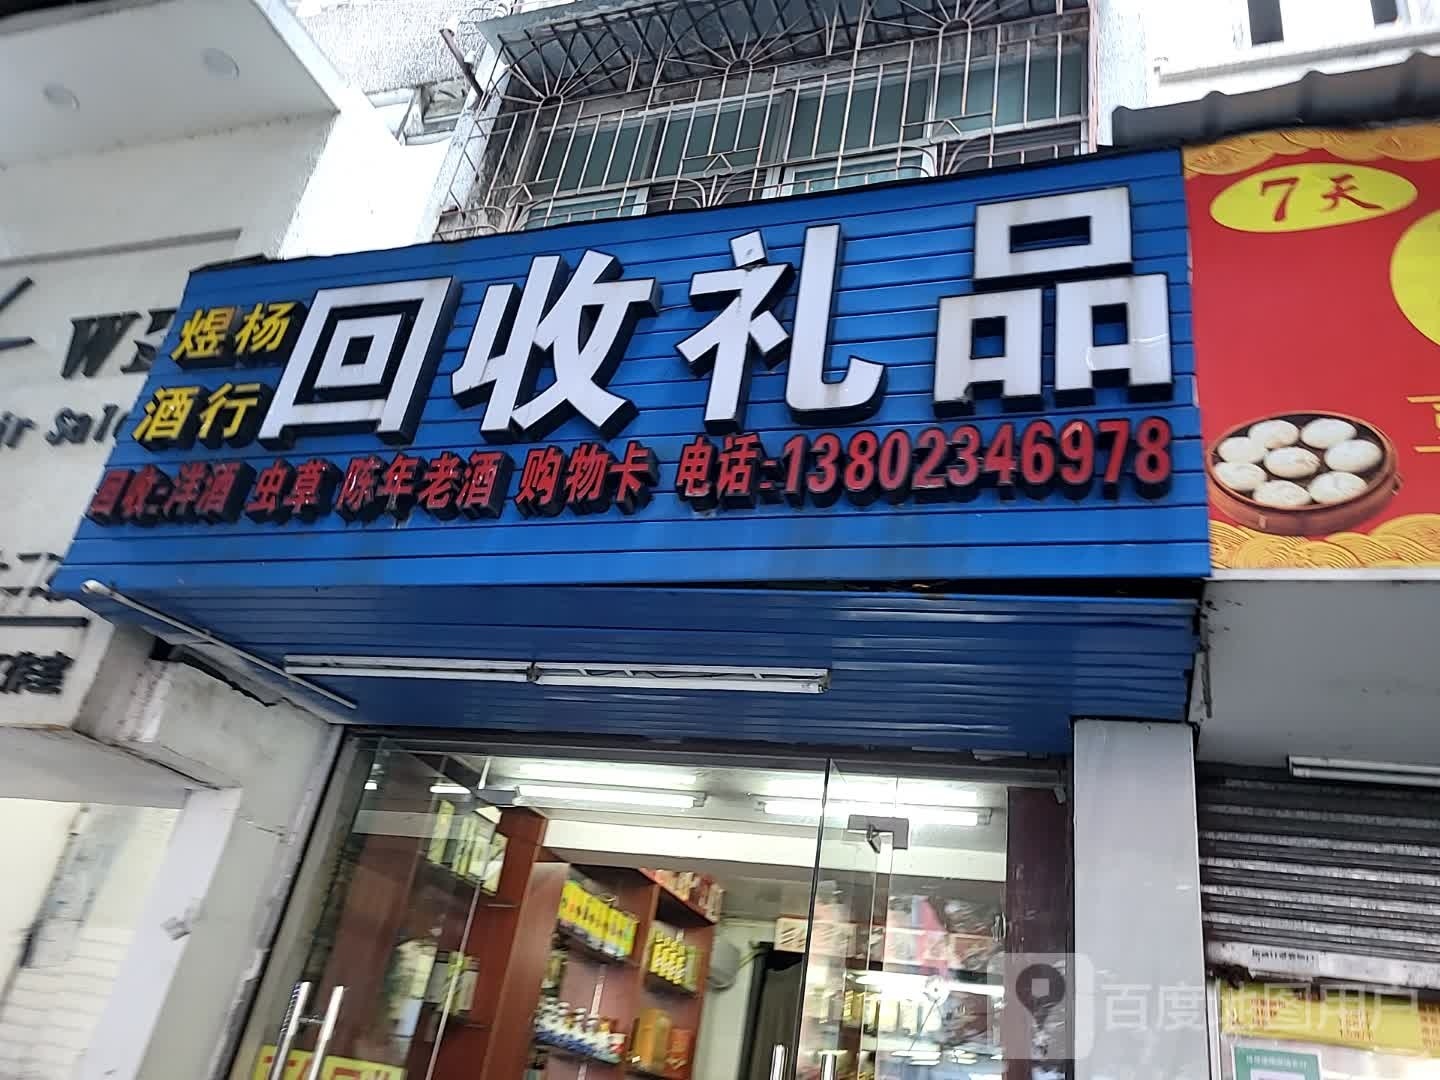 煜杨
酒行
回收礼品
回收:洋酒 虫草 陈年老酒 购物卡 电话:13802346978
7天
百度地图用户